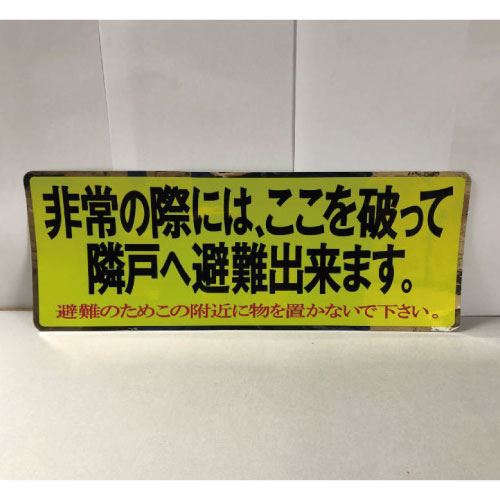 非常の際には、ここを破って
隣戸へ避難出来ます。
避難のためこの附近に物を置かないで下さい。